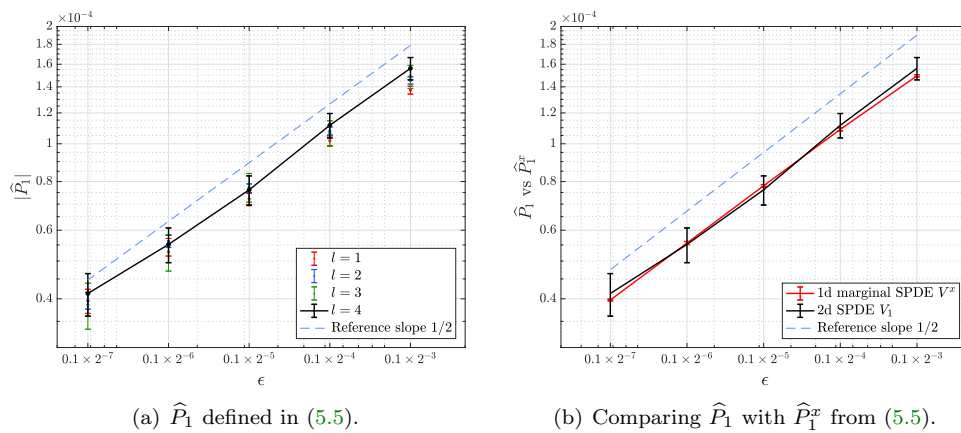 ×10⁻⁴
2
1.8
1.6
1.4
1.2
1
0.8
0.6
0.4
|P̂₁|
0.1 × 2⁻⁷
0.1 × 2⁻⁶
0.1 × 2⁻⁵
0.1 × 2⁻⁴
0.1 × 2⁻³
ϵ
l = 1
l = 2
l = 3
l = 4
Reference slope 1/2
(a) P̂₁ defined in (5.5).
×10⁻⁴
2
1.8
1.6
1.4
1.2
1
0.8
0.6
0.4
P̂₁ vs P̂₁ˣ
0.1 × 2⁻⁷
0.1 × 2⁻⁶
0.1 × 2⁻⁵
0.1 × 2⁻⁴
0.1 × 2⁻³
ϵ
1d marginal SPDE Vˣ
2d SPDE V₁
Reference slope 1/2
(b) Comparing P̂₁ with P̂₁ˣ from (5.5).